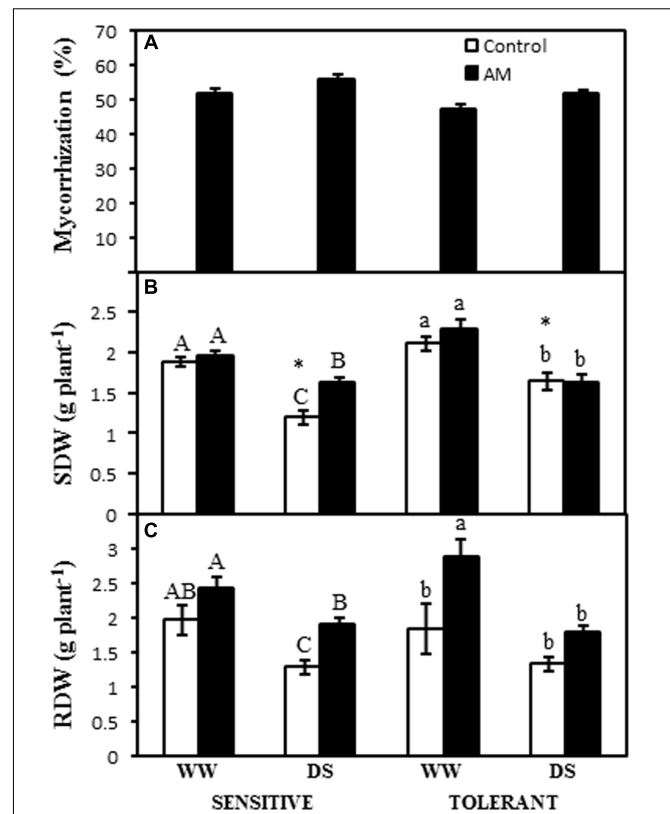 A
Control
AM
Mycorrhization (%)
70
60
50
40
30
20
10
B
SDW (g plant⁻¹)
2.5
2
1.5
1
0.5
0
A A
* C B
a a
* b b
C
RDW (g plant⁻¹)
3
2.5
2
1.5
1
0.5
0
AB A
C B
b a
b b
WW DS WW DS
SENSITIVE TOLERANT